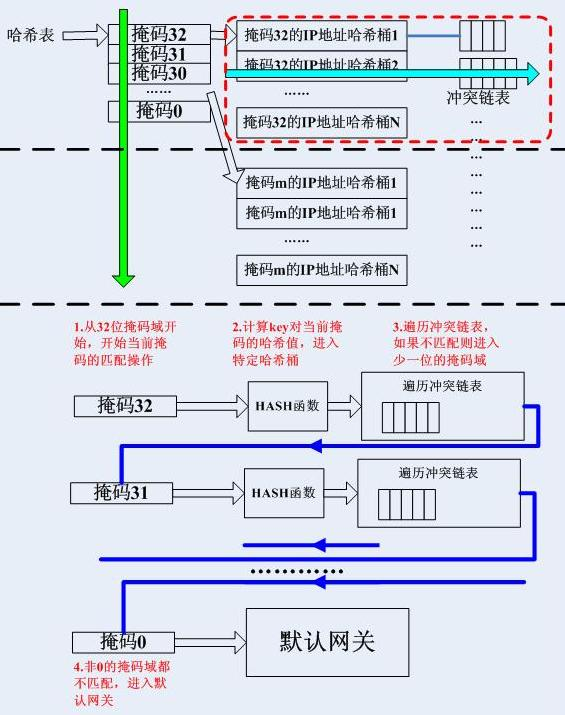 哈希表
掩码32
掩码31
掩码30
......
掩码0
掩码32的IP地址哈希桶1
掩码32的IP地址哈希桶2
......
掩码32的IP地址哈希桶N
冲突链表
...
...
...
...
...
...
...
...
掩码m的IP地址哈希桶1
掩码m的IP地址哈希桶1
......
掩码m的IP地址哈希桶N
1.从32位掩码域开
始，开始当前掩
码的匹配操作
2.计算key对当前掩
码的哈希值，进入
特定哈希桶
3.遍历冲突链表，
如果不匹配则进入
少一位的掩码域
掩码32
HASH函数
遍历冲突链表
掩码31
HASH函数
遍历冲突链表
............
掩码0
默认网关
4.非0的掩码域都
不匹配，进入默
认网关